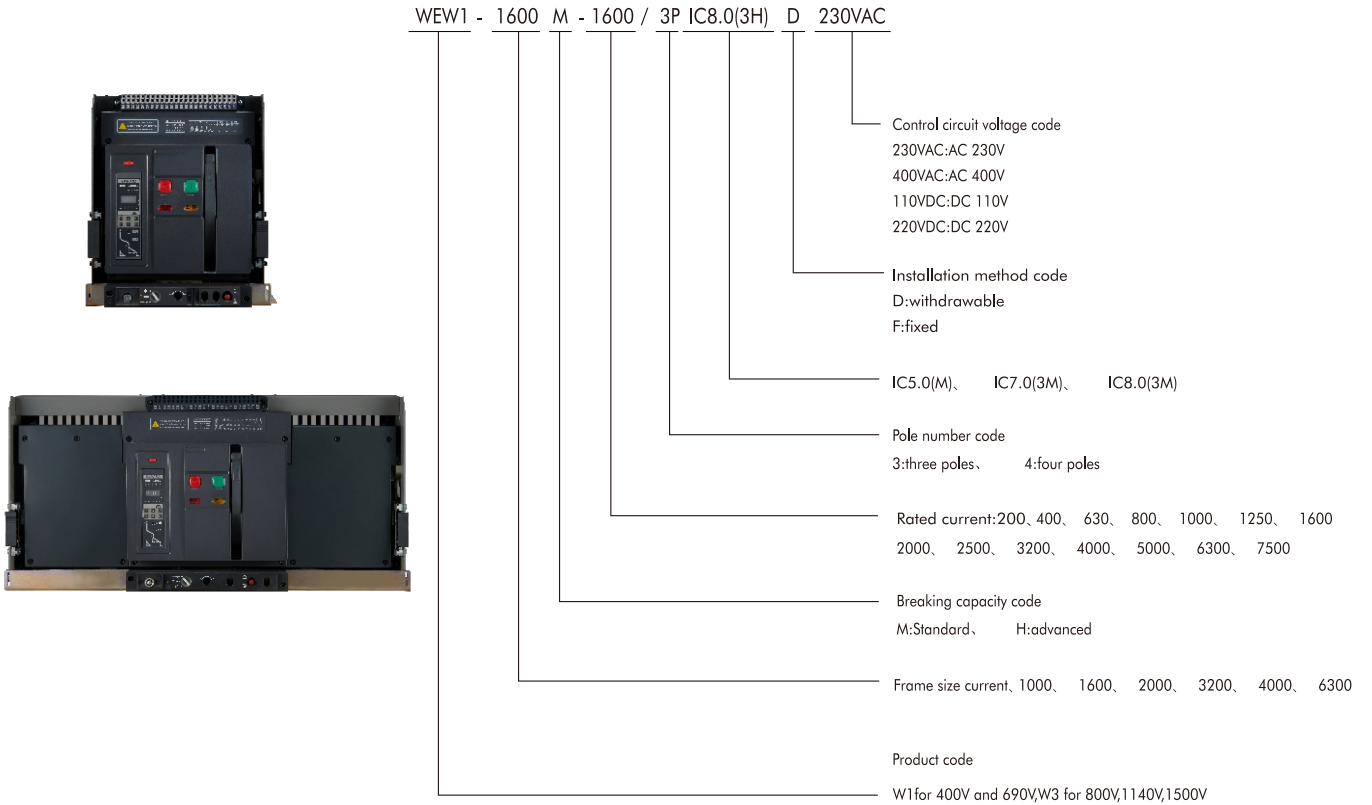 WEW1 - 1600 M - 1600 / 3P IC8.0(3H) D 230VAC
Control circuit voltage code
230VAC:AC 230V
400VAC:AC 400V
110VDC:DC 110V
220VDC:DC 220V
Installation method code
D:withdrawable
F:fixed
IC5.0(M)、 IC7.0(3M)、 IC8.0(3M)
Pole number code
3:three poles、 4:four poles
Rated current:200、400、 630、 800、 1000、 1250、 1600
2000、 2500、 3200、 4000、 5000、 6300、 7500
Breaking capacity code
M:Standard、 H:advanced
Frame size current、1000、 1600、 2000、 3200、 4000、 6300
Product code
W1for 400V and 690V,W3 for 800V,1140V,1500V